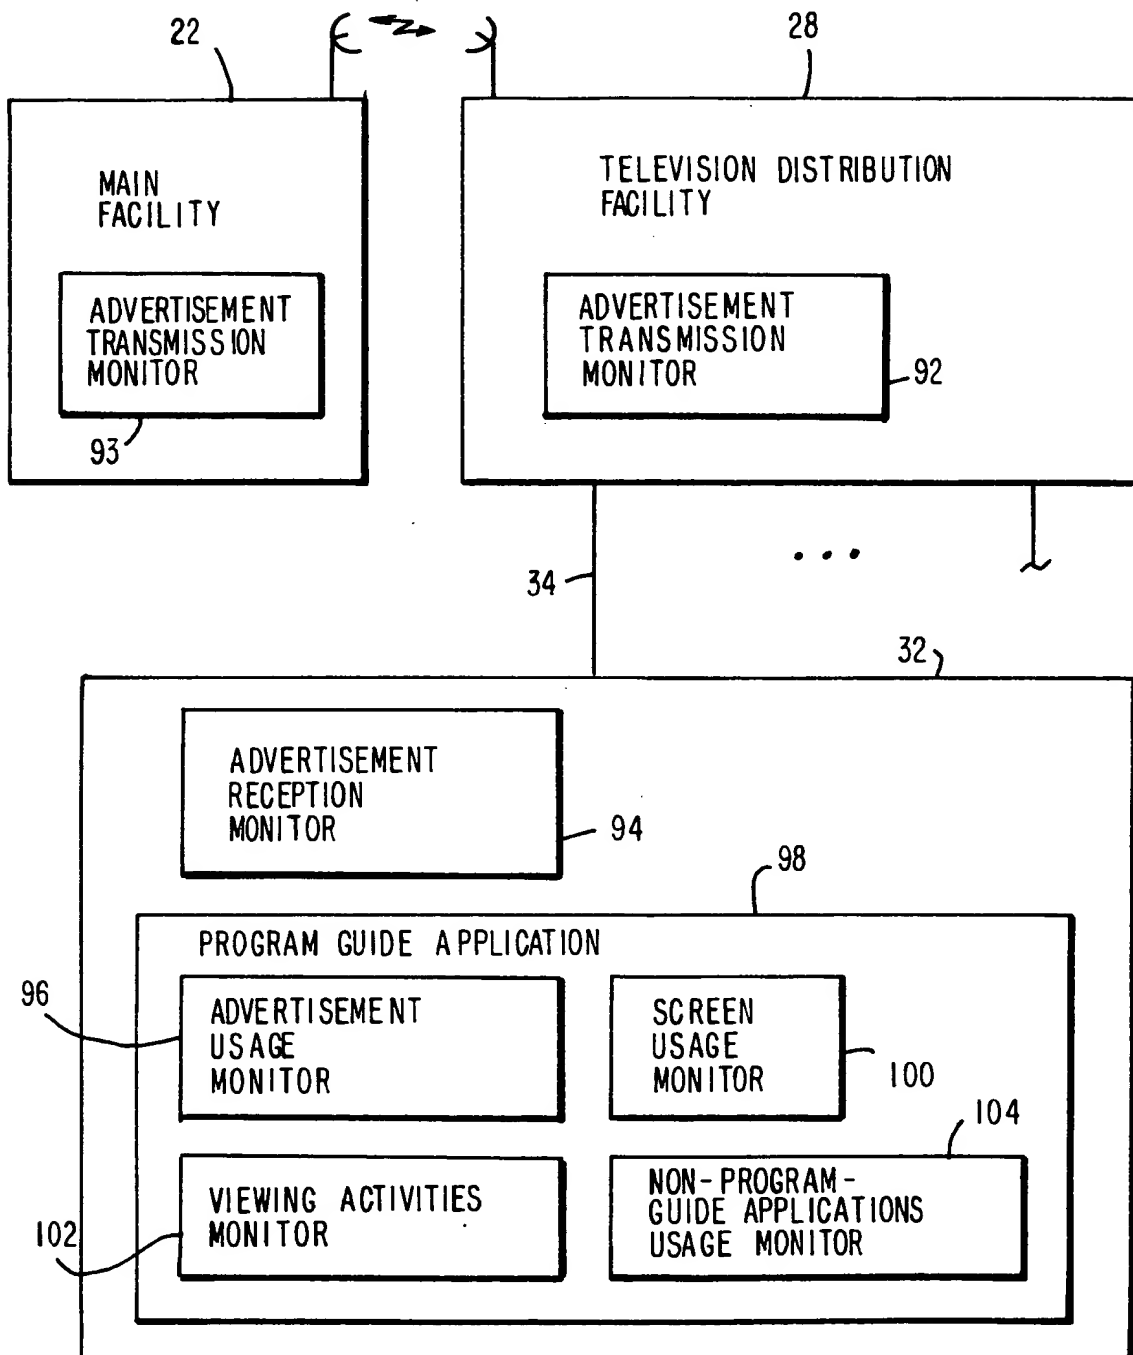 22
28
MAIN
FACILITY
TELEVISION DISTRIBUTION
FACILITY
ADVERTISEMENT
TRANSMISSION
MONITOR
93
ADVERTISEMENT
TRANSMISSION
MONITOR
92
34
...
32
ADVERTISEMENT
RECEPTION
MONITOR
94
98
PROGRAM GUIDE APPLICATION
96
ADVERTISEMENT
USAGE
MONITOR
SCREEN
USAGE
MONITOR
100
104
102
VIEWING ACTIVITIES
MONITOR
NON-PROGRAM-
GUIDE APPLICATIONS
USAGE MONITOR